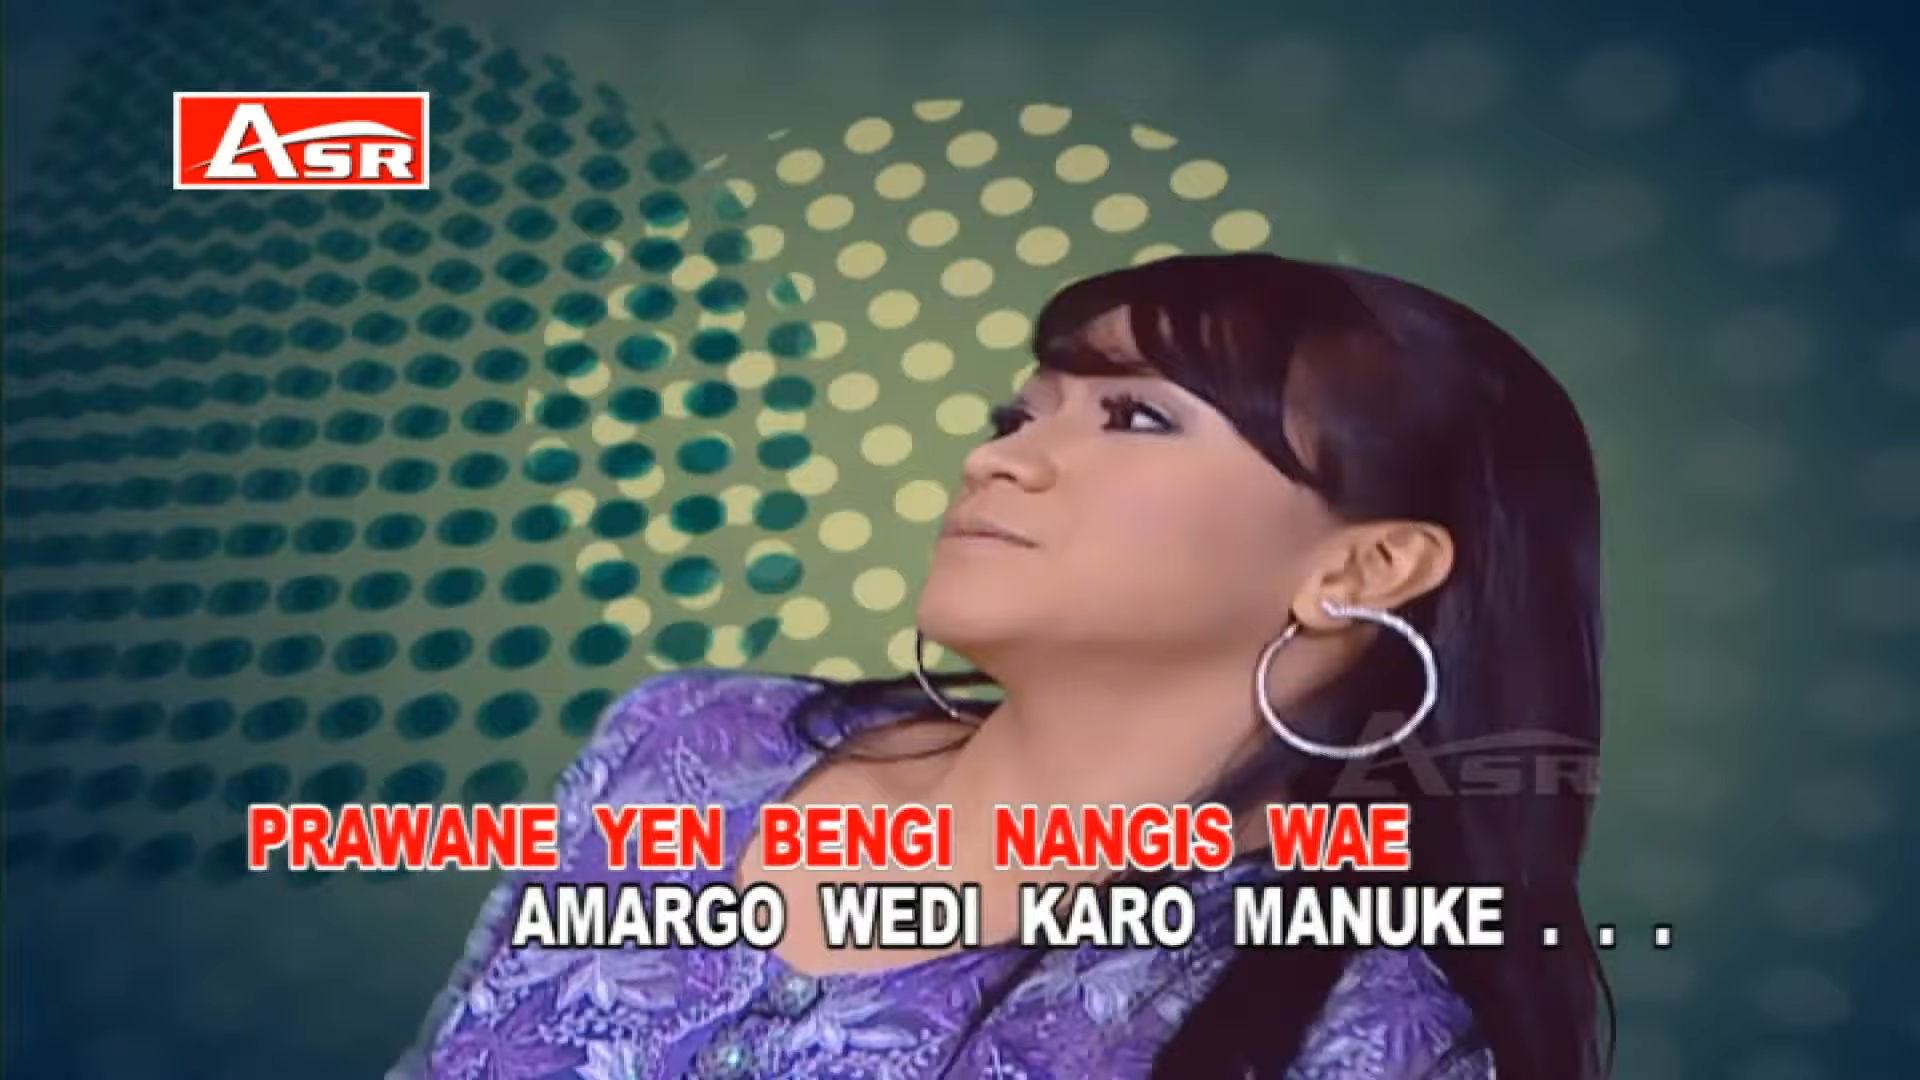 ASR
ASR
PRAWANE YEN BENGI NANGIS WAE
AMARGO WEDI KARO MANUKE . . .